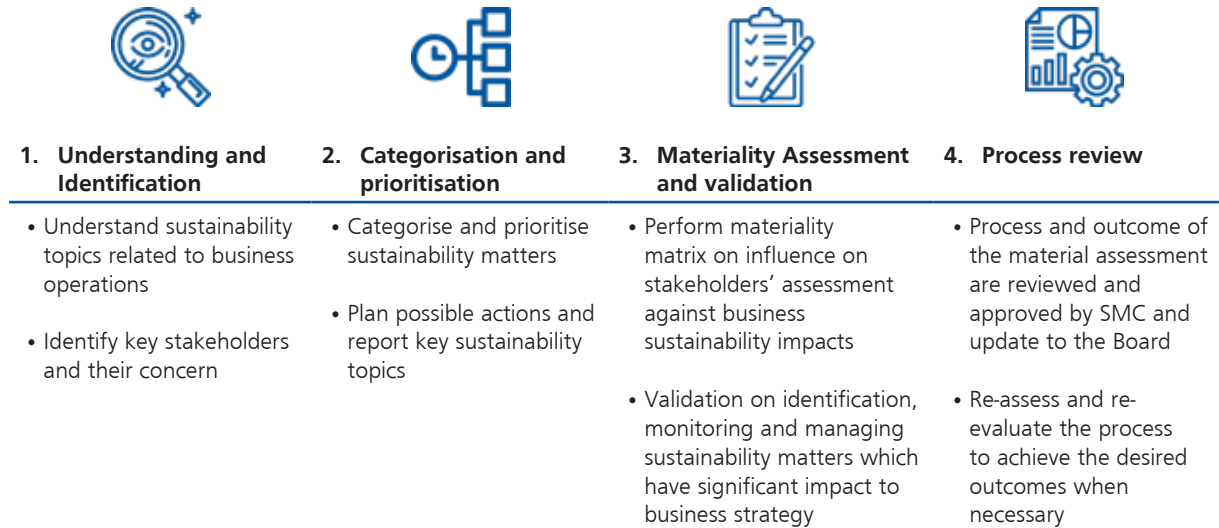 1. Understanding and
Identification
• Understand sustainability
topics related to business
operations
• Identify key stakeholders
and their concern
2. Categorisation and
prioritisation
• Categorise and prioritise
sustainability matters
• Plan possible actions and
report key sustainability
topics
3. Materiality Assessment
and validation
• Perform materiality
matrix on influence on
stakeholders’ assessment
against business
sustainability impacts
• Validation on identification,
monitoring and managing
sustainability matters which
have significant impact to
business strategy
4. Process review
• Process and outcome of
the material assessment
are reviewed and
approved by SMC and
update to the Board
• Re-assess and re-
evaluate the process
to achieve the desired
outcomes when
necessary